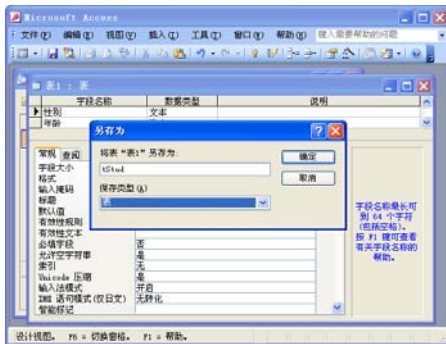 Microsoft Access
文件(F) 编辑(E) 视图(V) 插入(I) 工具(T) 窗口(W) 帮助(H) 键入需要帮助的问题
表1 : 表
字段名称 数据类型 说明
性别 文本
年龄
另存为
将表“表1”另存为:
tStud
保存类型(A)
表
确定
取消
常规 查阅
字段大小
格式
输入掩码
标题
默认值
有效性规则
有效性文本
必填字段 否
允许空字符串 是
索引 无
Unicode 压缩 是
输入法模式 开启
IME 语句模式(仅日文) 无转化
智能标记
字段名称最长可
到 64 个字符
(包括空格)。
按 F1 键可查看
有关字段名称的
帮助。
设计视图。 F6 = 切换窗格。 F1 = 帮助。